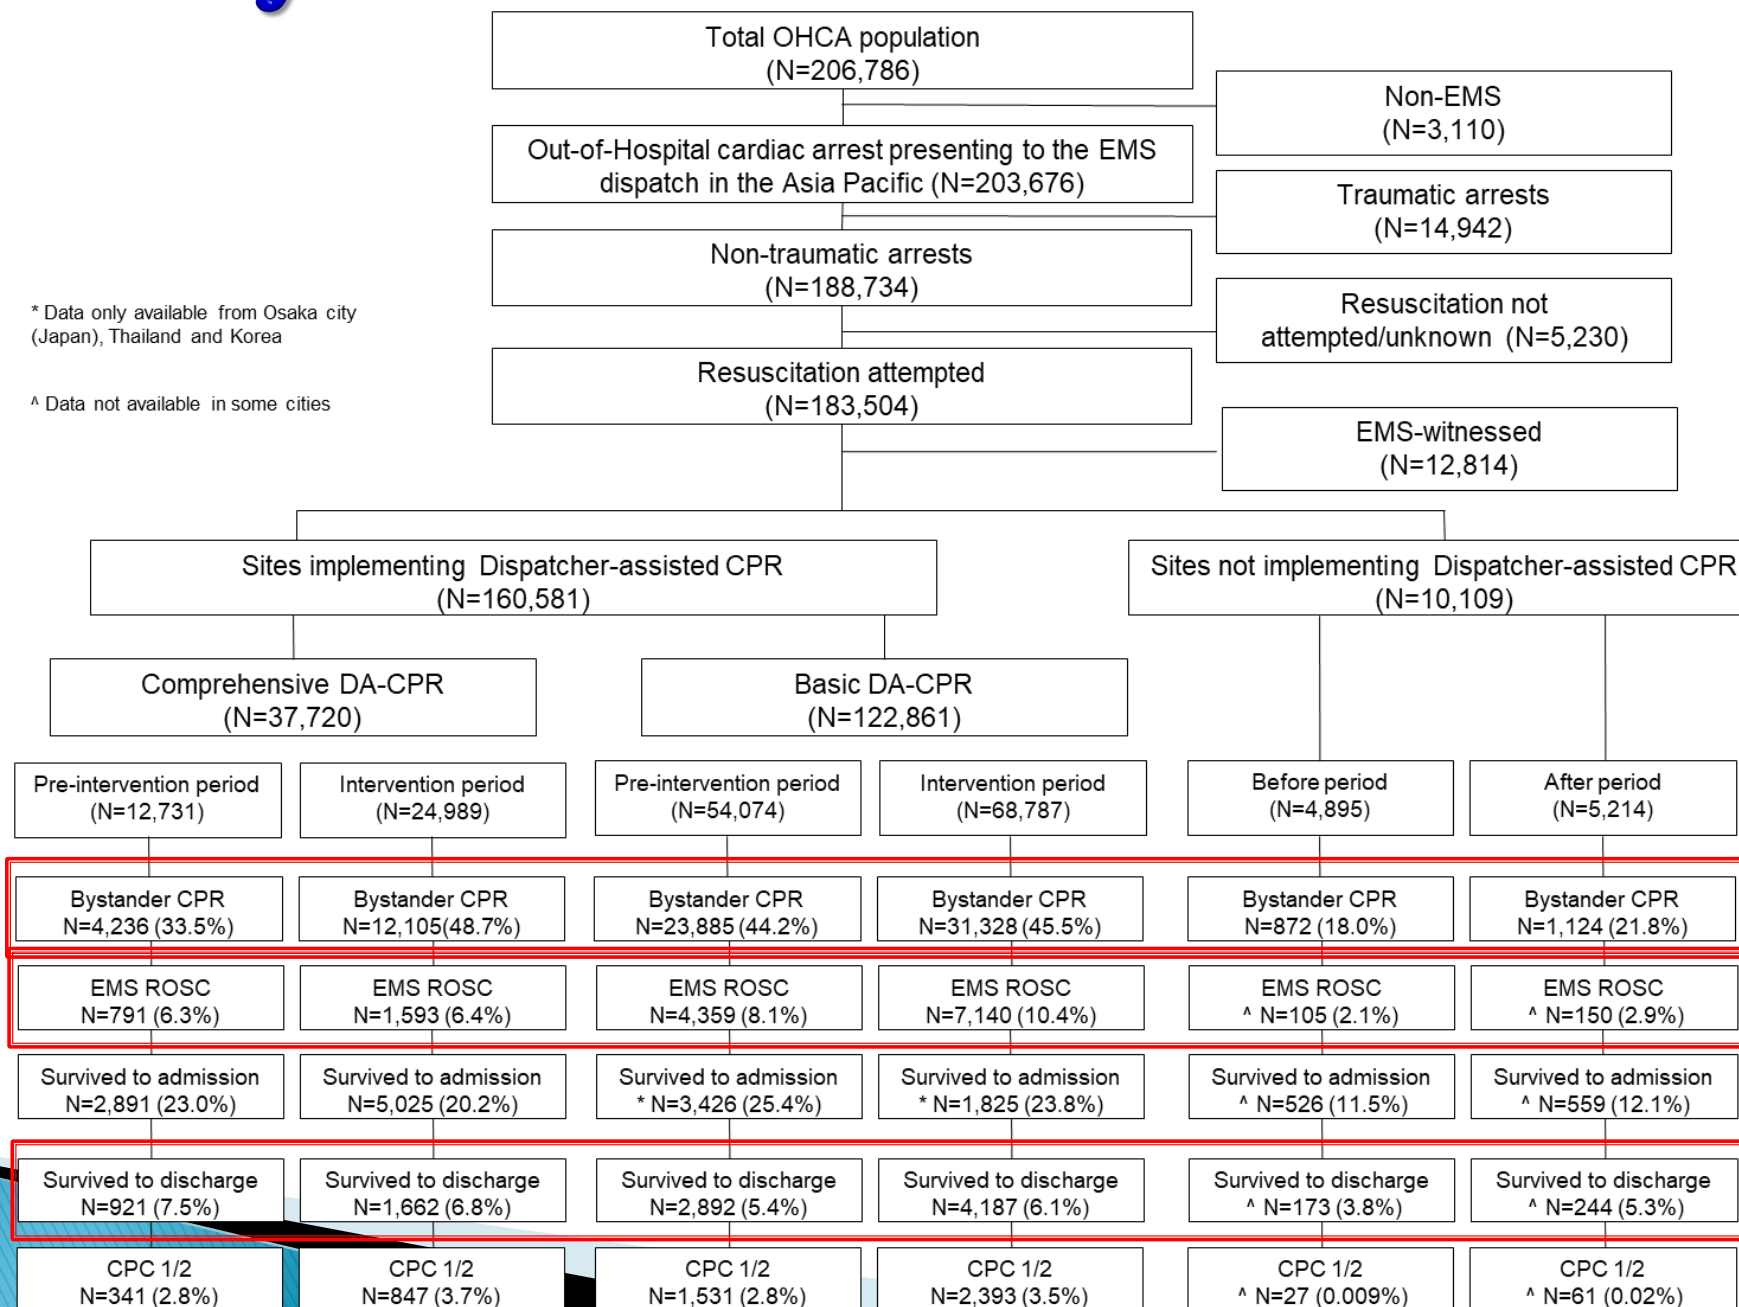 Total OHCA population
(N=206,786)
Non-EMS
(N=3,110)
Out-of-Hospital cardiac arrest presenting to the EMS
dispatch in the Asia Pacific (N=203,676)
Traumatic arrests
(N=14,942)
Non-traumatic arrests
(N=188,734)
* Data only available from Osaka city
(Japan), Thailand and Korea
Resuscitation not
attempted/unknown (N=5,230)
Resuscitation attempted
(N=183,504)
^ Data not available in some cities
EMS-witnessed
(N=12,814)
Sites implementing Dispatcher-assisted CPR
(N=160,581)
Sites not implementing Dispatcher-assisted CPR
(N=10,109)
Comprehensive DA-CPR
(N=37,720)
Basic DA-CPR
(N=122,861)
Pre-intervention period
(N=12,731)
Intervention period
(N=24,989)
Pre-intervention period
(N=54,074)
Intervention period
(N=68,787)
Before period
(N=4,895)
After period
(N=5,214)
Bystander CPR
N=4,236 (33.5%)
Bystander CPR
N=12,105(48.7%)
Bystander CPR
N=23,885 (44.2%)
Bystander CPR
N=31,328 (45.5%)
Bystander CPR
N=872 (18.0%)
Bystander CPR
N=1,124 (21.8%)
EMS ROSC
N=791 (6.3%)
EMS ROSC
N=1,593 (6.4%)
EMS ROSC
N=4,359 (8.1%)
EMS ROSC
N=7,140 (10.4%)
EMS ROSC
^ N=105 (2.1%)
EMS ROSC
^ N=150 (2.9%)
Survived to admission
N=2,891 (23.0%)
Survived to admission
N=5,025 (20.2%)
Survived to admission
* N=3,426 (25.4%)
Survived to admission
* N=1,825 (23.8%)
Survived to admission
^ N=526 (11.5%)
Survived to admission
^ N=559 (12.1%)
Survived to discharge
N=921 (7.5%)
Survived to discharge
N=1,662 (6.8%)
Survived to discharge
N=2,892 (5.4%)
Survived to discharge
N=4,187 (6.1%)
Survived to discharge
^ N=173 (3.8%)
Survived to discharge
^ N=244 (5.3%)
CPC 1/2
N=341 (2.8%)
CPC 1/2
N=847 (3.7%)
CPC 1/2
N=1,531 (2.8%)
CPC 1/2
N=2,393 (3.5%)
CPC 1/2
^ N=27 (0.009%)
CPC 1/2
^ N=61 (0.02%)